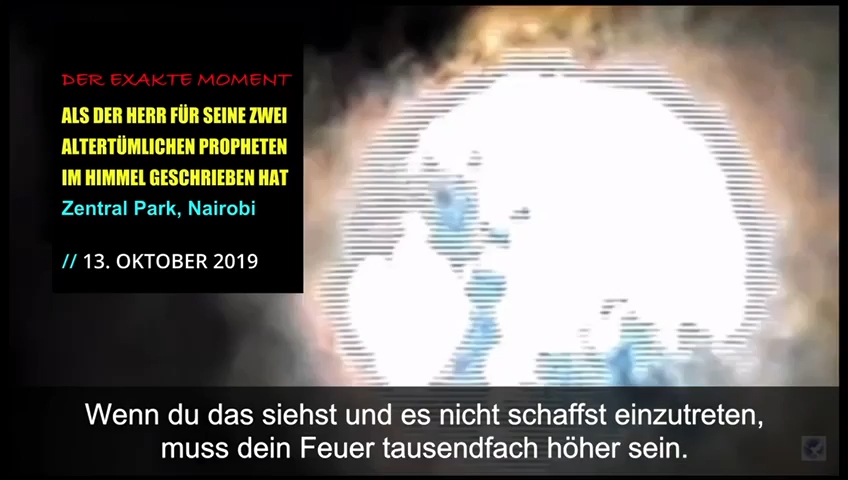 DER EXAKTE MOMENT
ALS DER HERR FÜR SEINE ZWEI
ALTERTÜMLICHEN PROPHETEN
IM HIMMEL GESCHRIEBEN HAT
Zentral Park, Nairobi
// 13. OKTOBER 2019
Wenn du das siehst und es nicht schaffst einzutreten,
muss dein Feuer tausendfach höher sein.